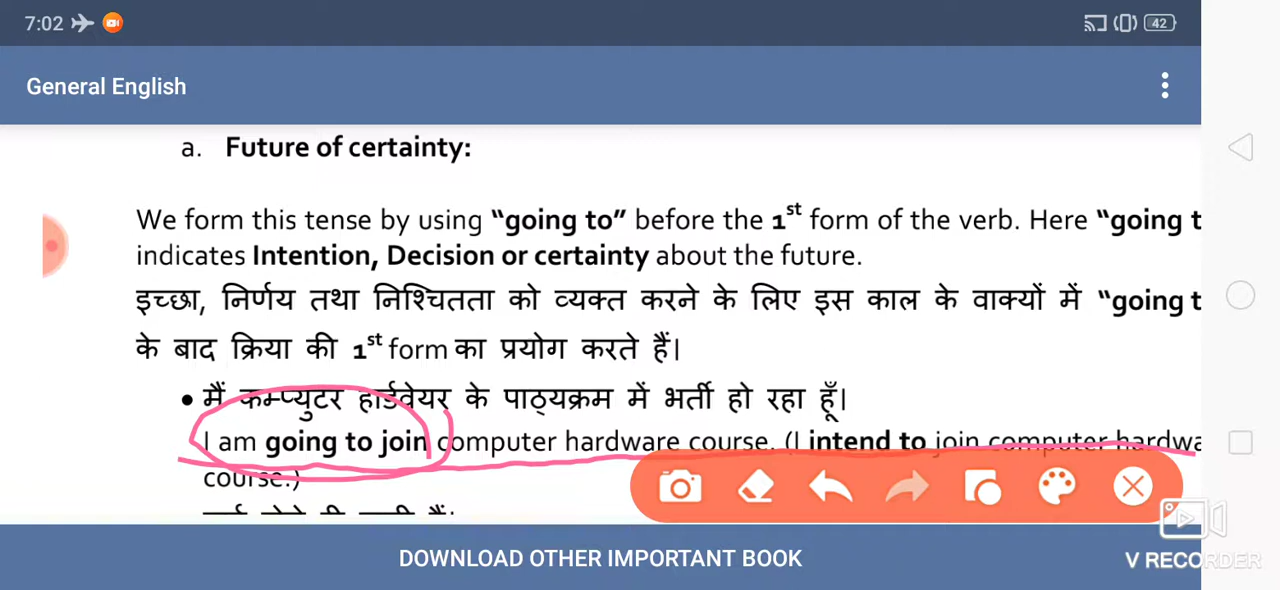 7:02
42
General English
a. Future of certainty:
We form this tense by using “going to” before the 1st form of the verb. Here “going t
indicates Intention, Decision or certainty about the future.
इच्छा, निर्णय तथा निश्चितता को व्यक्त करने के लिए इस काल के वाक्यों में “going t
के बाद क्रिया की 1st form का प्रयोग करते हैं।
• मैं कम्प्युटर हार्डवेयर के पाठ्यक्रम में भर्ती हो रहा हूँ।
I am going to join computer hardware course. (I intend to join computer hardwa
course.)
DOWNLOAD OTHER IMPORTANT BOOK
V RECORDER